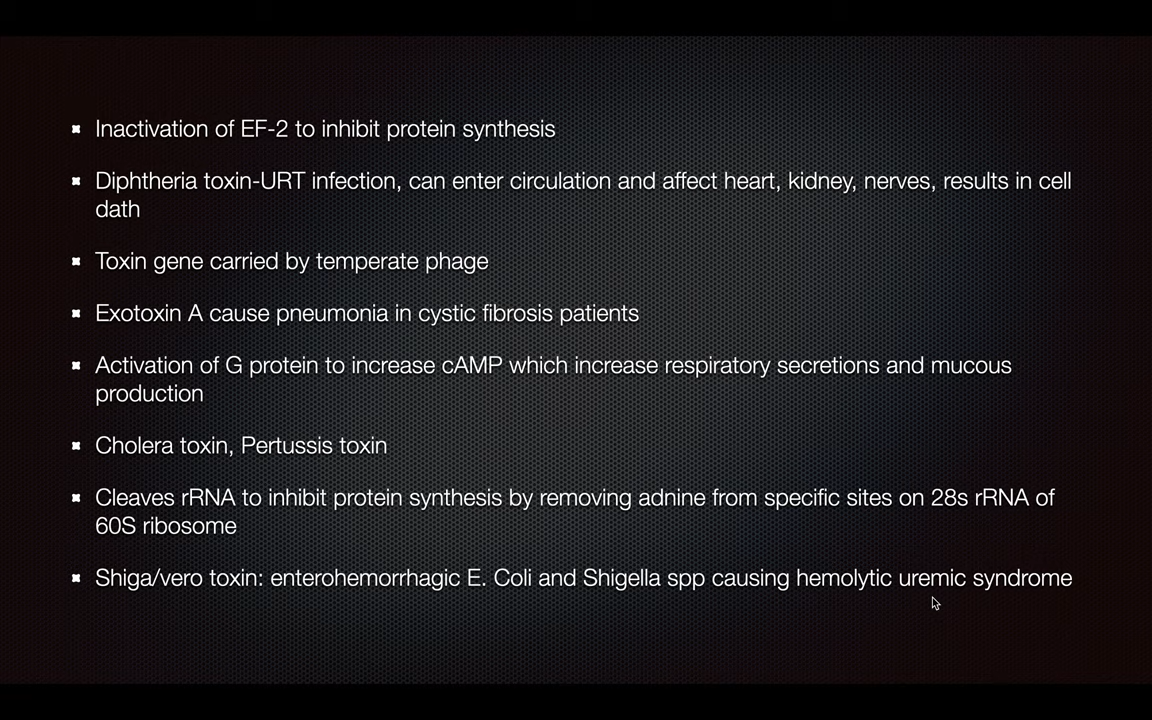 Inactivation of EF-2 to inhibit protein synthesis
Diphtheria toxin-URT infection, can enter circulation and affect heart, kidney, nerves, results in cell
dath
Toxin gene carried by temperate phage
Exotoxin A cause pneumonia in cystic fibrosis patients
Activation of G protein to increase cAMP which increase respiratory secretions and mucous
production
Cholera toxin, Pertussis toxin
Cleaves rRNA to inhibit protein synthesis by removing adnine from specific sites on 28s rRNA of
60S ribosome
Shiga/vero toxin: enterohemorrhagic E. Coli and Shigella spp causing hemolytic uremic syndrome